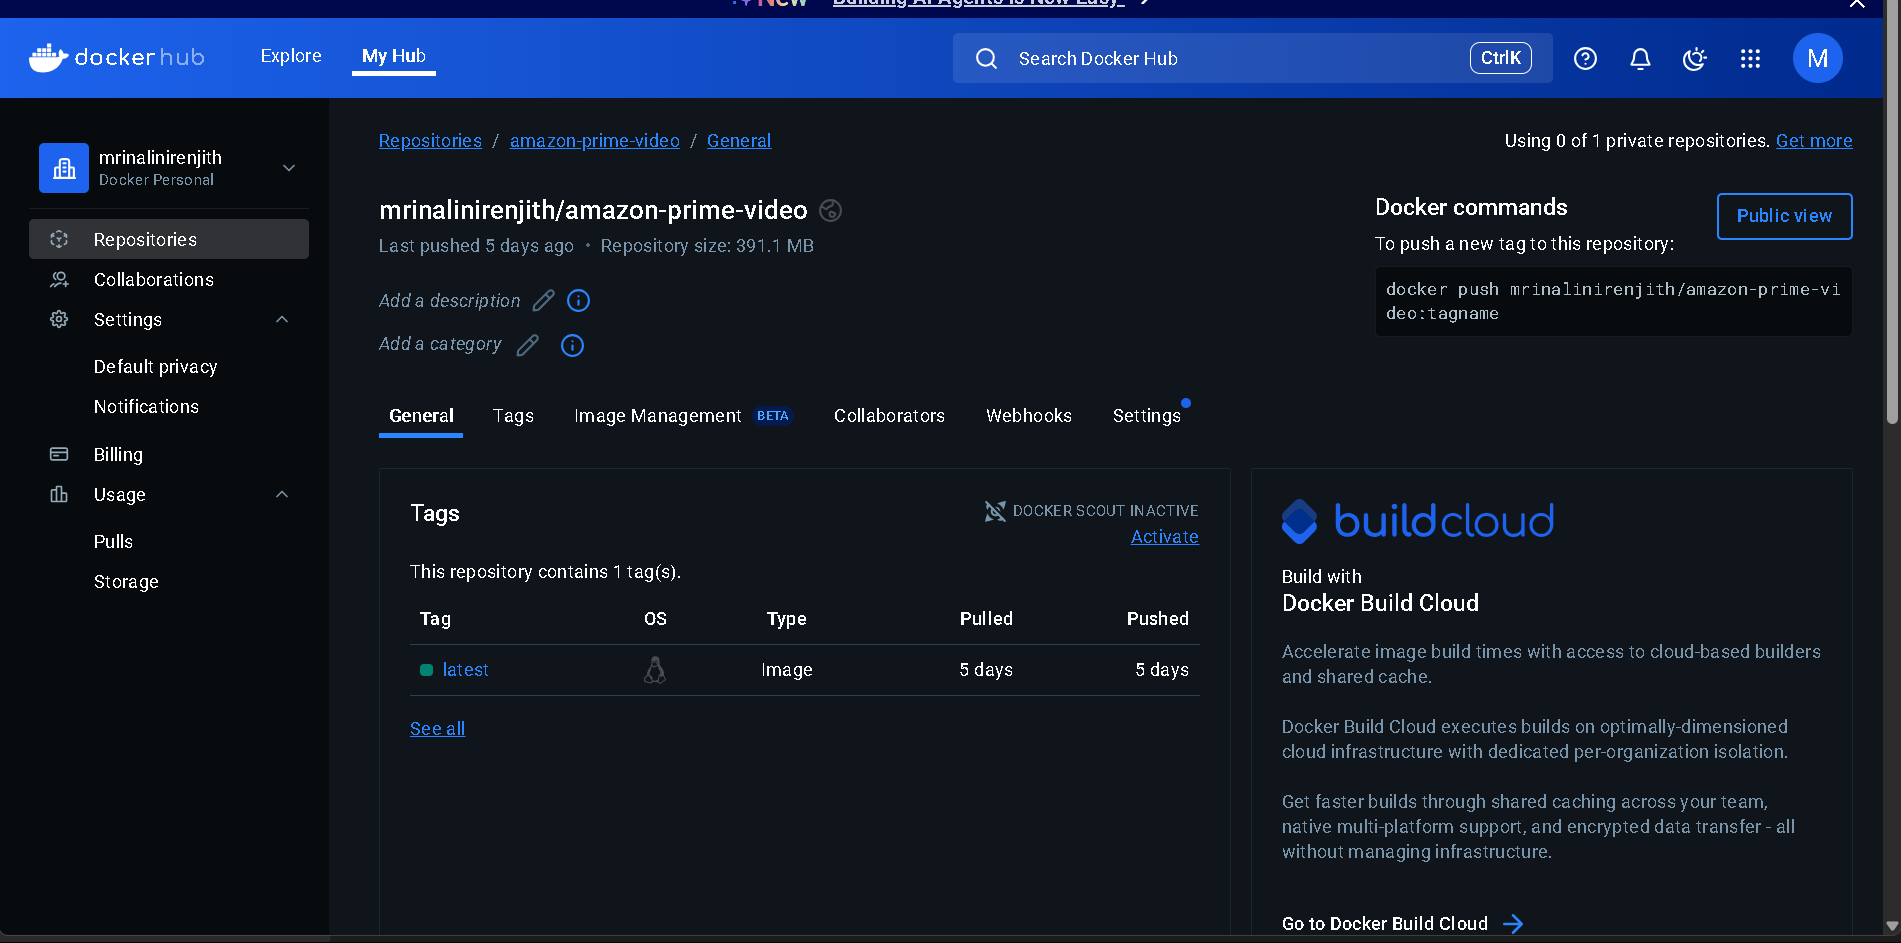 New Building AI Agents is Now Easy
docker hub
Explore
My Hub
Search Docker Hub
CtrlK
M
mrinalinirenjith
Docker Personal
Repositories
Collaborations
Settings
Default privacy
Notifications
Billing
Usage
Pulls
Storage
Repositories / amazon-prime-video / General
Using 0 of 1 private repositories. Get more
mrinalinirenjith/amazon-prime-video
Last pushed 5 days ago • Repository size: 391.1 MB
Add a description
Add a category
Docker commands
Public view
To push a new tag to this repository:
docker push mrinalinirenjith/amazon-prime-vi
deo:tagname
General Tags Image Management BETA Collaborators Webhooks Settings
Tags
DOCKER SCOUT INACTIVE
Activate
This repository contains 1 tag(s).
Tag OS Type Pulled Pushed
latest Image 5 days 5 days
See all
buildcloud
Build with
Docker Build Cloud
Accelerate image build times with access to cloud-based builders
and shared cache.
Docker Build Cloud executes builds on optimally-dimensioned
cloud infrastructure with dedicated per-organization isolation.
Get faster builds through shared caching across your team,
native multi-platform support, and encrypted data transfer - all
without managing infrastructure.
Go to Docker Build Cloud